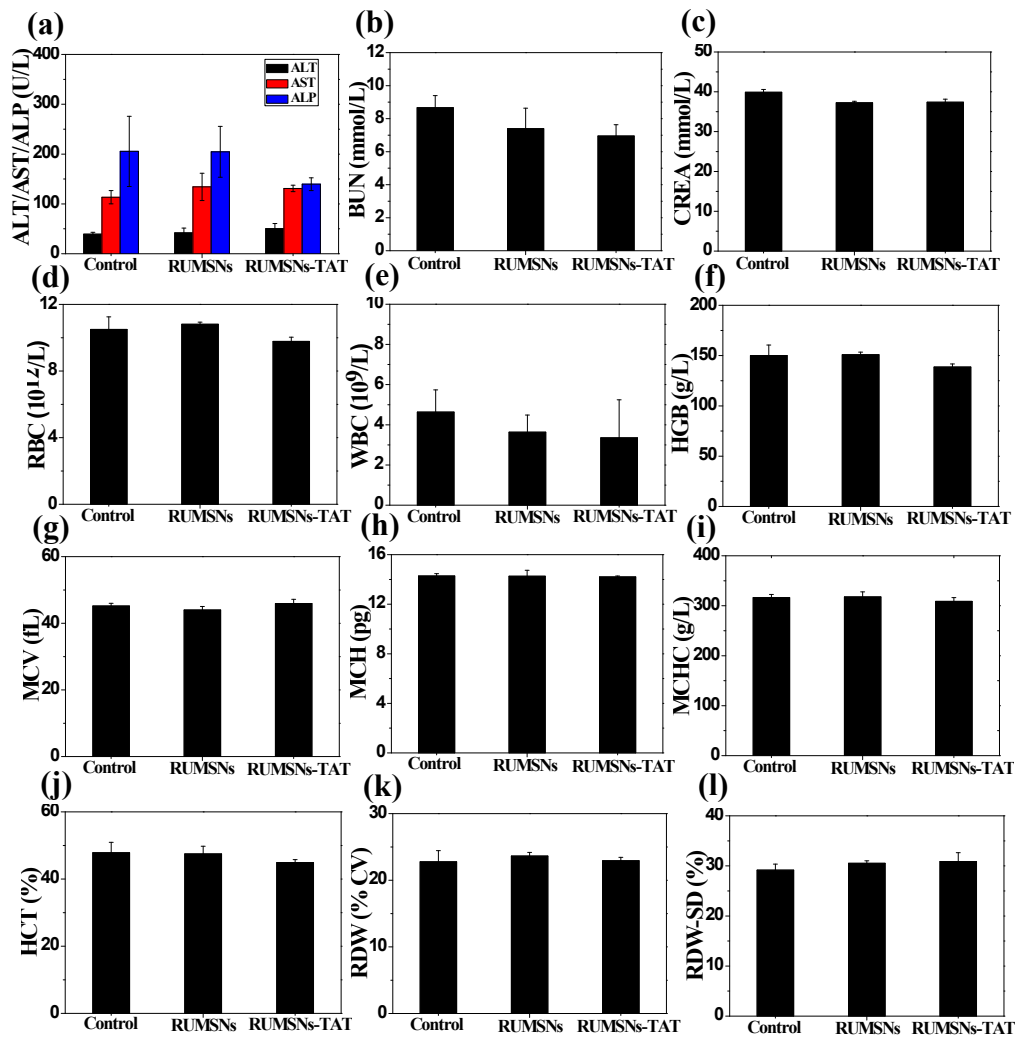 (a)
ALT/AST/ALP (U/L)
400
300
200
100
0
ALT
AST
ALP
Control RUMSNs RUMSNs-TAT
(b)
BUN (mmol/L)
12
10
8
6
4
2
0
Control RUMSNs RUMSNs-TAT
(c)
CREA (mmol/L)
50
40
30
20
10
0
Control RUMSNs RUMSNs-TAT
(d)
RBC (10¹²/L)
12
8
4
0
Control RUMSNs RUMSNs-TAT
(e)
WBC (10⁹/L)
10
8
6
4
2
0
Control RUMSNs RUMSNs-TAT
(f)
HGB (g/L)
200
150
100
50
0
Control RUMSNs RUMSNs-TAT
(g)
MCV (fL)
60
40
20
0
Control RUMSNs RUMSNs-TAT
(h)
MCH (pg)
16
12
8
4
0
Control RUMSNs RUMSNs-TAT
(i)
MCHC (g/L)
400
300
200
100
0
Control RUMSNs RUMSNs-TAT
(j)
HCT (%)
60
40
20
0
Control RUMSNs RUMSNs-TAT
(k)
RDW (% CV)
30
20
10
0
Control RUMSNs RUMSNs-TAT
(l)
RDW-SD (%)
40
30
20
10
0
Control RUMSNs RUMSNs-TAT